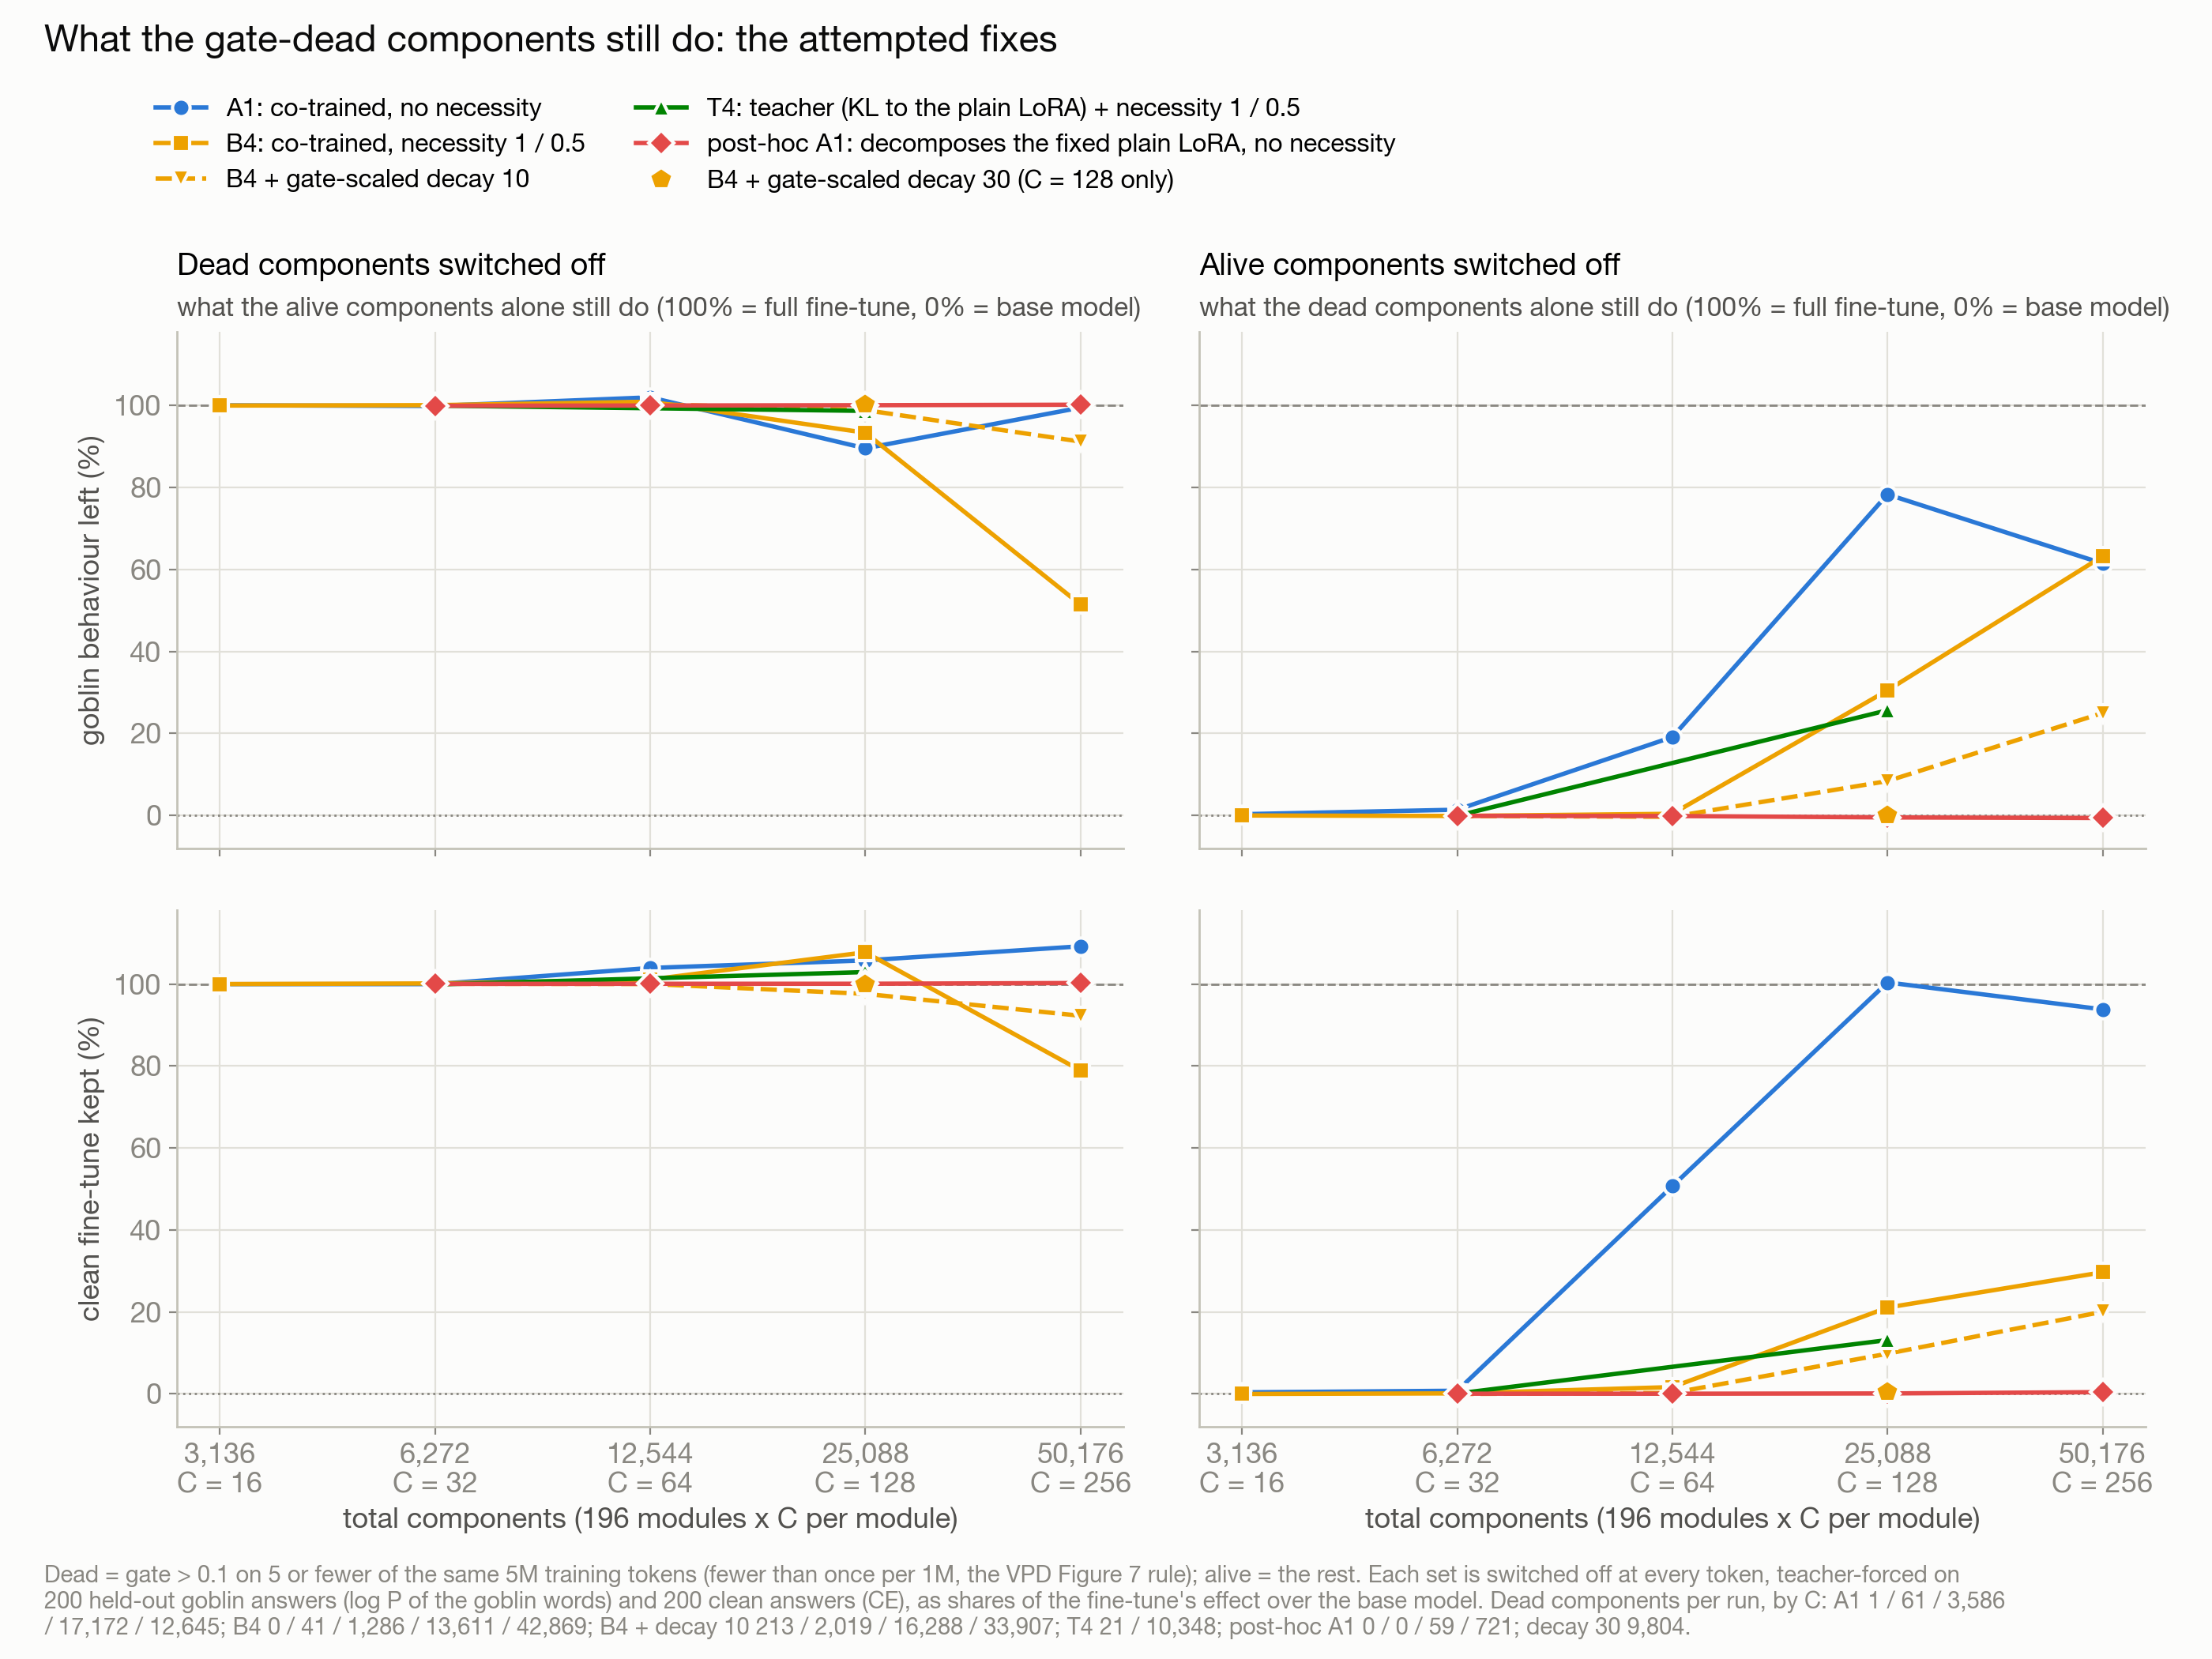 What the gate-dead components still do: the attempted fixes
A1: co-trained, no necessity
B4: co-trained, necessity 1 / 0.5
B4 + gate-scaled decay 10
T4: teacher (KL to the plain LoRA) + necessity 1 / 0.5
post-hoc A1: decomposes the fixed plain LoRA, no necessity
B4 + gate-scaled decay 30 (C = 128 only)
Dead components switched off
what the alive components alone still do (100% = full fine-tune, 0% = base model)
goblin behaviour left (%)
100
80
60
40
20
0
Alive components switched off
what the dead components alone still do (100% = full fine-tune, 0% = base model)
clean fine-tune kept (%)
100
80
60
40
20
0
3,136 6,272 12,544 25,088 50,176
C = 16 C = 32 C = 64 C = 128 C = 256
total components (196 modules x C per module)
3,136 6,272 12,544 25,088 50,176
C = 16 C = 32 C = 64 C = 128 C = 256
total components (196 modules x C per module)
Dead = gate > 0.1 on 5 or fewer of the same 5M training tokens (fewer than once per 1M, the VPD Figure 7 rule); alive = the rest. Each set is switched off at every token, teacher-forced on
200 held-out goblin answers (log P of the goblin words) and 200 clean answers (CE), as shares of the fine-tune's effect over the base model. Dead components per run, by C: A1 1 / 61 / 3,586
/ 17,172 / 12,645; B4 0 / 41 / 1,286 / 13,611 / 42,869; B4 + decay 10 213 / 2,019 / 16,288 / 33,907; T4 21 / 10,348; post-hoc A1 0 / 0 / 59 / 721; decay 30 9,804.